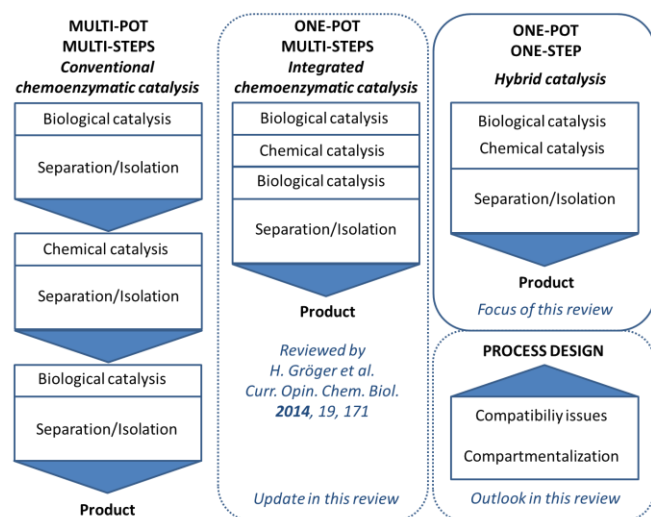 MULTI-POT
MULTI-STEPS
Conventional
chemoenzymatic catalysis
Biological catalysis
Separation/Isolation
Chemical catalysis
Separation/Isolation
Biological catalysis
Separation/Isolation
Product
ONE-POT
MULTI-STEPS
Integrated
chemoenzymatic catalysis
Biological catalysis
Chemical catalysis
Biological catalysis
Separation/Isolation
Product
Reviewed by
H. Gröger et al.
Curr. Opin. Chem. Biol.
2014, 19, 171
Update in this review
ONE-POT
ONE-STEP
Hybrid catalysis
Biological catalysis
Chemical catalysis
Separation/Isolation
Product
Focus of this review
PROCESS DESIGN
Compatibiliy issues
Compartmentalization
Outlook in this review